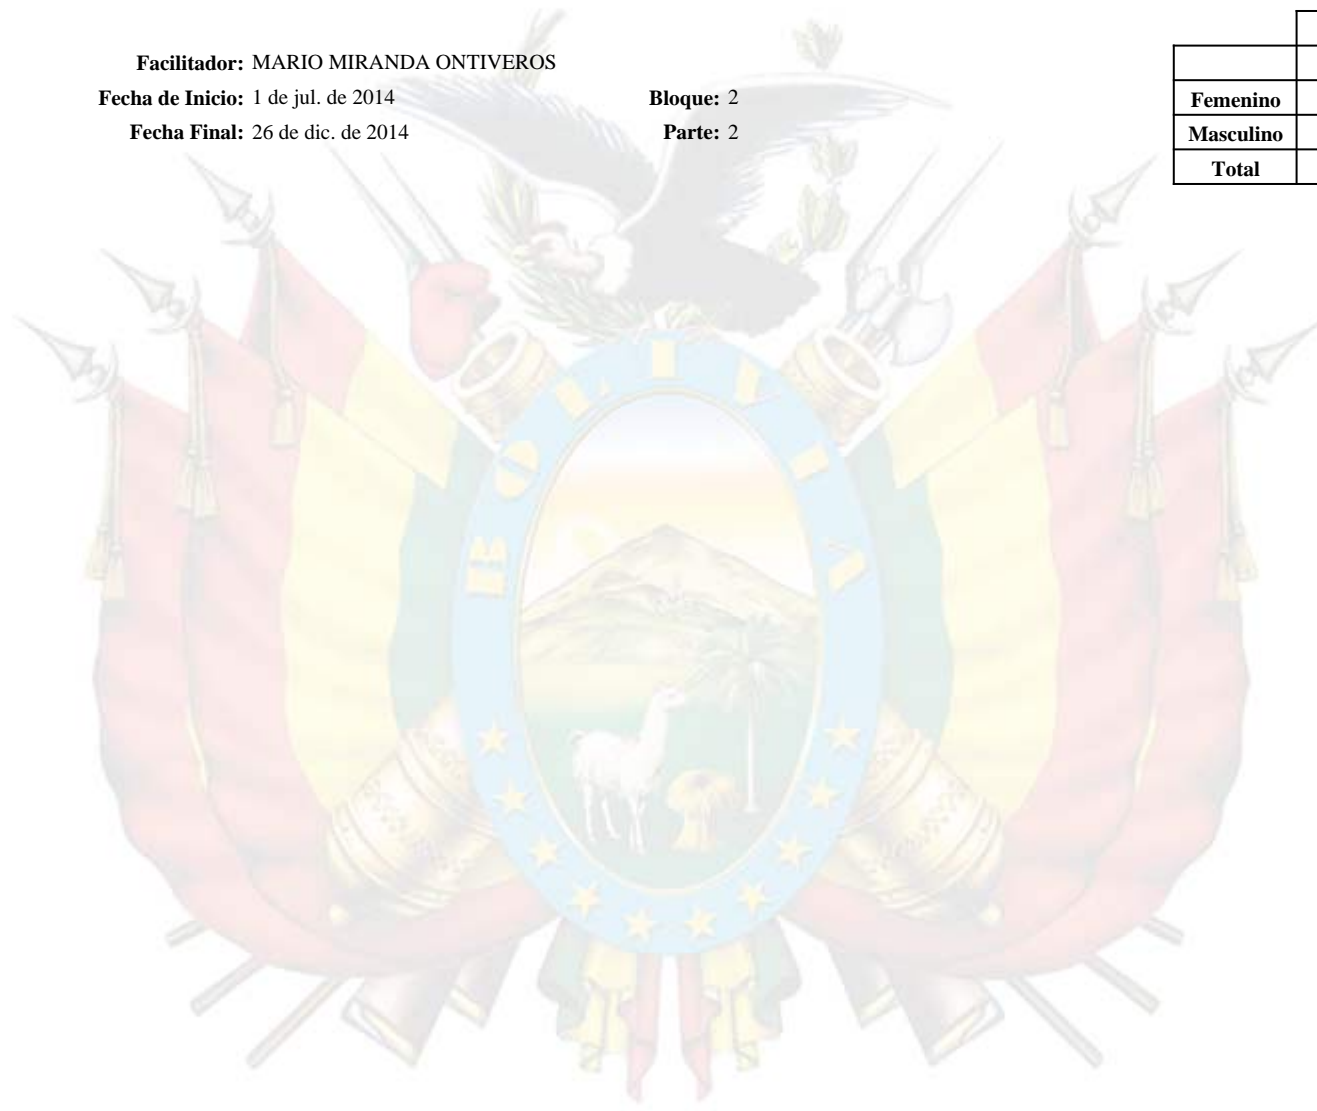 Facilitador: MARIO MIRANDA ONTIVEROS
Fecha de Inicio: 1 de jul. de 2014 Bloque: 2
Fecha Final: 26 de dic. de 2014 Parte: 2
Femenino
Masculino
Total
BOLIVIA